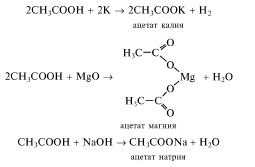 2CH₃COOH + 2K → 2CH₃COOK + H₂
ацетат калия
H₃C—C
O
O
2CH₃COOH + MgO →
Mg
+ H₂O
O
H₃C—C
O
ацетат магния
CH₃COOH + NaOH → CH₃COONa + H₂O
ацетат натрия